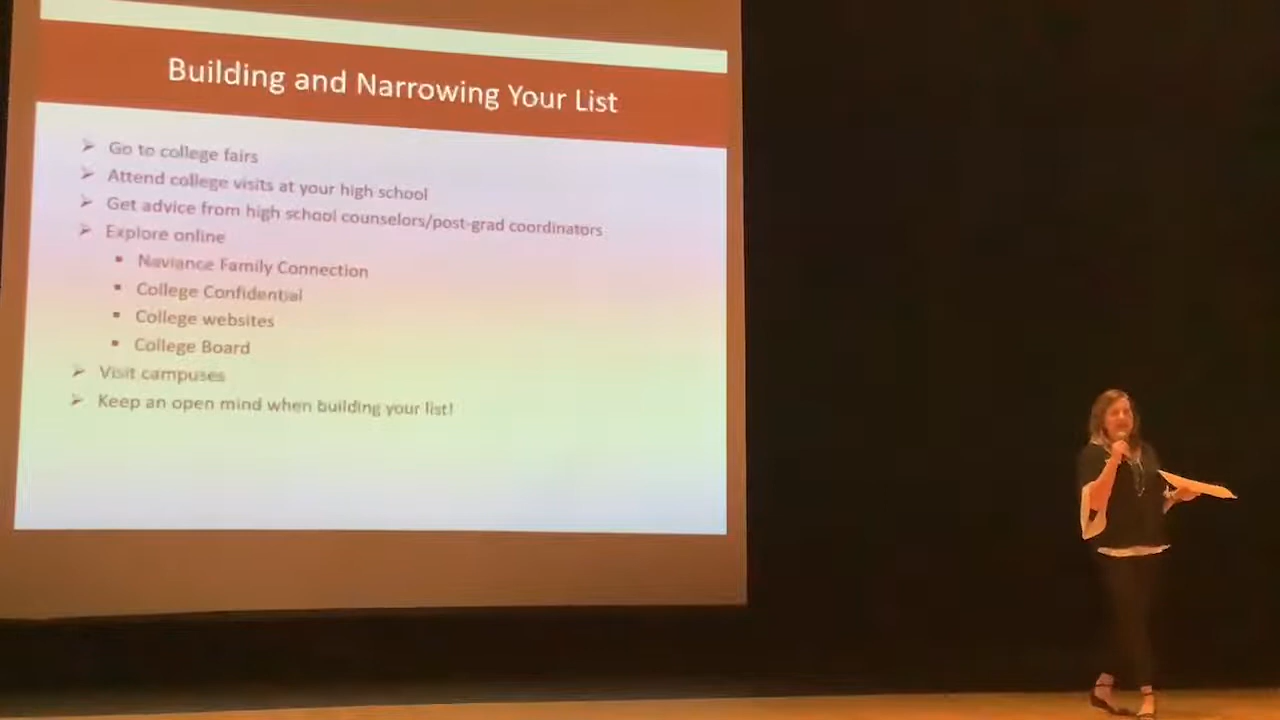 Building and Narrowing Your List
➢ Go to college fairs
➢ Attend college visits at your high school
➢ Get advice from high school counselors/post-grad coordinators
➢ Explore online
▪ Naviance Family Connection
▪ College Confidential
▪ College websites
▪ College Board
➢ Visit campuses
➢ Keep an open mind when building your list!